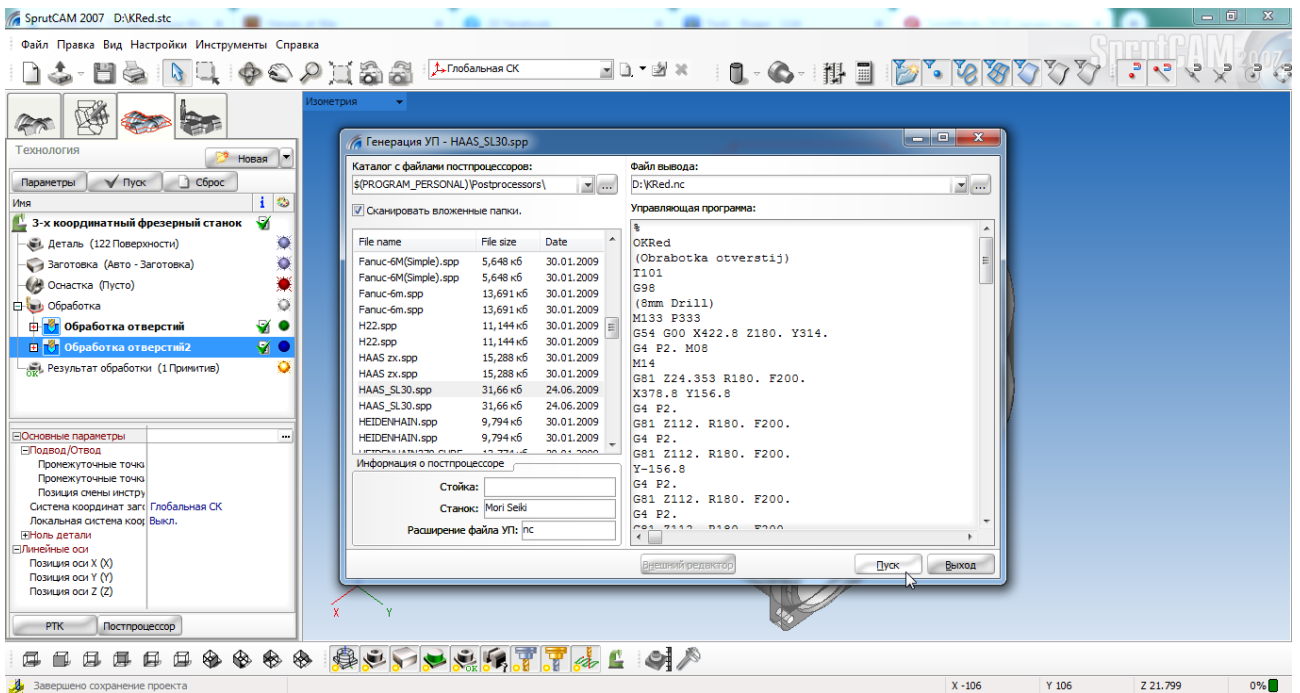 SprutCAM 2007 D:\KRed.stc
Файл Правка Вид Настройки Инструменты Справка
SprutCAM 2007
Глобальная СК
Изометрия
Технология
Новая
Параметры Пуск Сброс
Имя
3-х координатный фрезерный станок
Деталь (122 Поверхности)
Заготовка (Авто - Заготовка)
Оснастка (Пусто)
Обработка
Обработка отверстий
Обработка отверстий2
Результат обработки (1 Примитив)
Основные параметры
Подвод/Отвод
Промежуточные точки
Промежуточные точки
Позиция смены инстру
Система координат заго Глобальная СК
Локальная система коор Выкл.
Ноль детали
Линейные оси
Позиция оси X (X)
Позиция оси Y (Y)
Позиция оси Z (Z)
РТК Постпроцессор
Генерация УП - HAAS_SL30.spp
Каталог с файлами постпроцессоров:
$(PROGRAM_PERSONAL)\Postprocessors\
Сканировать вложенные папки.
File name File size Date
Fanuc-6M(Simple).spp 5,648 кб 30.01.2009
Fanuc-6M(Simple).spp 5,648 кб 30.01.2009
Fanuc-6m.spp 13,691 кб 30.01.2009
Fanuc-6m.spp 13,691 кб 30.01.2009
H22.spp 11,144 кб 30.01.2009
H22.spp 11,144 кб 30.01.2009
HAAS zx.spp 15,288 кб 30.01.2009
HAAS zx.spp 15,288 кб 30.01.2009
HAAS_SL30.spp 31,66 кб 24.06.2009
HAAS_SL30.spp 31,66 кб 24.06.2009
HEIDENHAIN.spp 9,794 кб 30.01.2009
HEIDENHAIN.spp 9,794 кб 30.01.2009
Информация о постпроцессоре
Стойка:
Станок: Mori Seiki
Расширение файла УП: nc
Файл вывода:
D:\KRed.nc
Управляющая программа:
%
OKRed
(Obrabotka otverstij)
T101
G98
(8mm Drill)
M133 P333
G54 G00 X422.8 Z180. Y314.
G4 P2. M08
M14
G81 Z24.353 R180. F200.
X378.8 Y156.8
G4 P2.
G81 Z112. R180. F200.
G4 P2.
G81 Z112. R180. F200.
Y-156.8
G4 P2.
G81 Z112. R180. F200.
G4 P2.
G81 Z112. R180. F200.
Внешний редактор Пуск Выход
X Y
Завершено сохранение проекта
X -106 Y 106 Z 21.799 0%